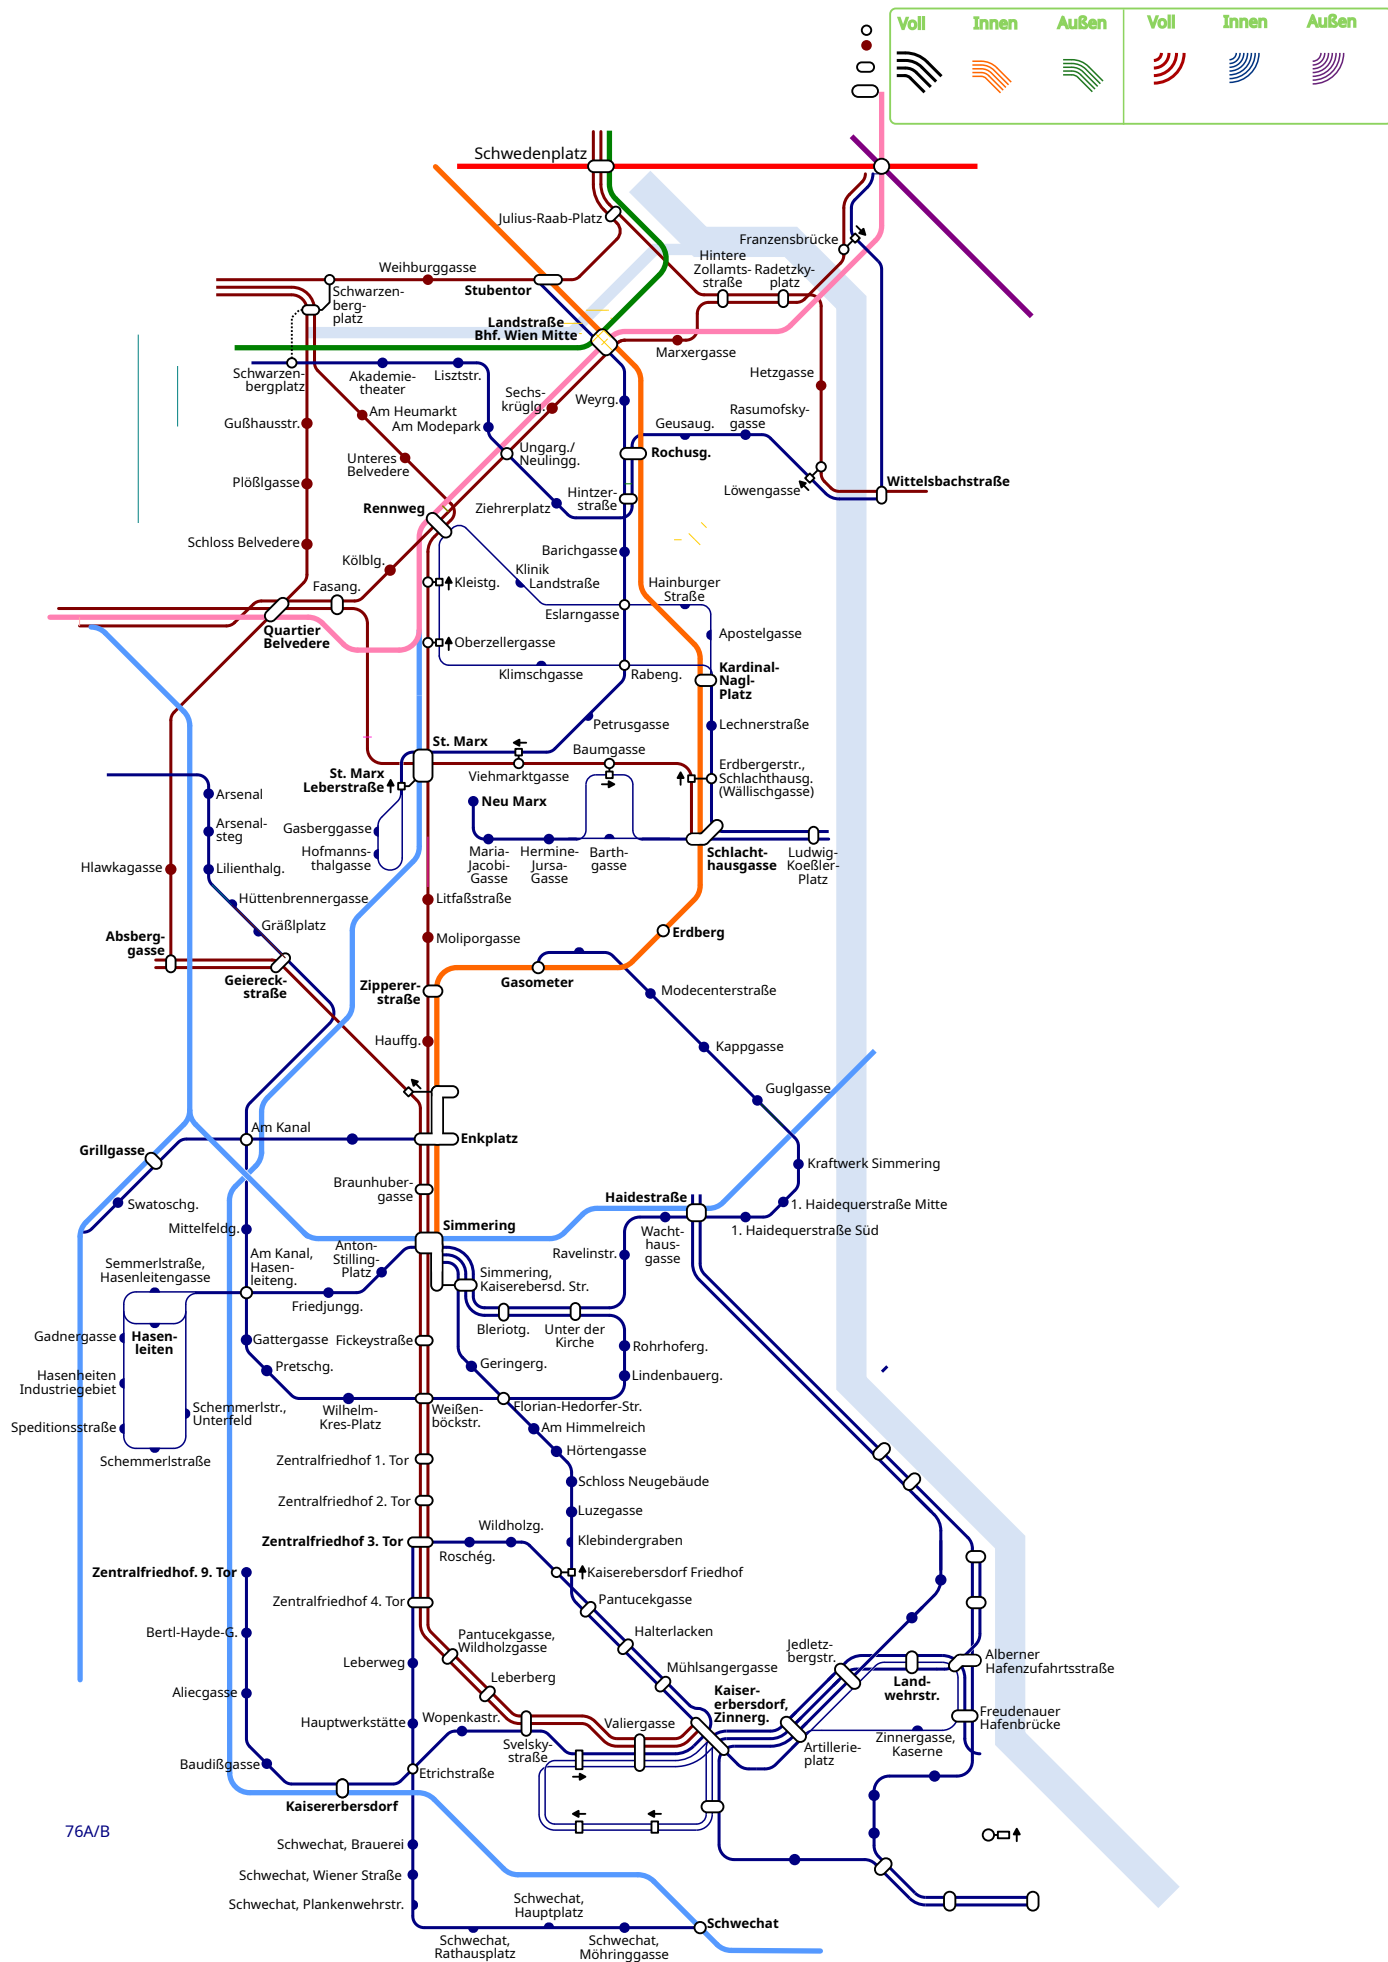 Voll
Innen
Außen
Voll
Innen
Außen
Schwedenplatz
Julius-Raab-Platz
Franzensbrücke
Weihburggasse
Hintere
Zollamts-
straße
Radetzky-
platz
Stubentor
Schwarzen-
berg-
platz
Landstraße
Bhf. Wien Mitte
Marxergasse
Schwarzen-
bergplatz
Akademie-
theater
Lisztstr.
Hetzgasse
Sechs-
krüglg.
Weyrg.
Gußhausstr.
Am Heumarkt
Am Modepark
Geusaug.
Rasumofsky-
gasse
Unteres
Belvedere
Ungarg./
Neulingg.
Rochusg.
Plößlgasse
Löwengasse
Wittelsbachstraße
Rennweg
Ziehrerplatz
Hintzer-
straße
Schloss Belvedere
Kölblg.
Barichgasse
Fasang.
Kleistg.
Klinik
Landstraße
Hainburger
Straße
Eslarngasse
Quartier
Belvedere
Oberzellergasse
Apostelgasse
Klimschgasse
Rabeng.
Kardinal-
Nagl-
Platz
Petrusgasse
Lechnerstraße
St. Marx
Baumgasse
St. Marx
Leberstraße
Viehmarktgasse
Erdbergerstr.,
Schlachthausg.
(Wällischgasse)
Arsenal
Neu Marx
Arsenal-
steg
Gasberggasse
Hofmanns-
thalgasse
Maria-
Jacobi-
Gasse
Hermine-
Jursa-
Gasse
Barth-
gasse
Schlacht-
hausgasse
Ludwig-
Koeßler-
Platz
Hlawkagasse
Lilienthalg.
Hüttenbrennergasse
Litfaßstraße
Gräßlplatz
Absberg-
gasse
Moliporgasse
Erdberg
Geiereck-
straße
Zipperer-
straße
Gasometer
Modecenterstraße
Hauffg.
Kappgasse
Guglgasse
Am Kanal
Enkplatz
Grillgasse
Kraftwerk Simmering
Braunhuber-
gasse
Swatoschg.
Haidestraße
1. Haidequerstraße Mitte
Mittelfeldg.
Simmering
Wacht-
haus-
gasse
1. Haidequerstraße Süd
Anton-
Stilling-
Platz
Ravelinstr.
Semmerlstraße,
Hasenleitengasse
Am Kanal,
Hasen-
leiteng.
Simmering,
Kaiserebersd. Str.
Friedjungg.
Gadnergasse
Hasen-
leiten
Gattergasse
Fickeystraße
Bleriotg.
Unter der
Kirche
Rohrhoferg.
Pretschg.
Geringerg.
Hasenheiten
Industriegebiet
Lindenbauerg.
Schemmerlstr.,
Unterfeld
Wilhelm-
Kres-Platz
Weißen-
böckstr.
Florian-Hedorfer-Str.
Speditionsstraße
Am Himmelreich
Schemmerlstraße
Zentralfriedhof 1. Tor
Hörtengasse
Schloss Neugebäude
Zentralfriedhof 2. Tor
Luzegasse
Zentralfriedhof 3. Tor
Wildholzg.
Roschég.
Klebindergraben
Zentralfriedhof. 9. Tor
Kaiserebersdorf Friedhof
Zentralfriedhof 4. Tor
Pantucekgasse
Bertl-Hayde-G.
Pantucekgasse,
Wildholzgasse
Halterlacken
Leberweg
Leberberg
Mühlsangergasse
Jedletz-
bergstr.
Alberner
Hafenzufahrtsstraße
Aliecgasse
Kaiser-
erbersdorf,
Zinnerg.
Land-
wehrstr.
Hauptwerkstätte
Wopenkastr.
Valiergasse
Freudenauer
Hafenbrücke
Svelsky-
straße
Artillerie-
platz
Zinnergasse,
Kaserne
Baudißgasse
Etrichstraße
Kaisererbersdorf
76A/B
Schwechat, Brauerei
Schwechat, Wiener Straße
Schwechat, Plankenwehrstr.
Schwechat,
Hauptplatz
Schwechat
Schwechat,
Rathausplatz
Schwechat,
Möhringgasse